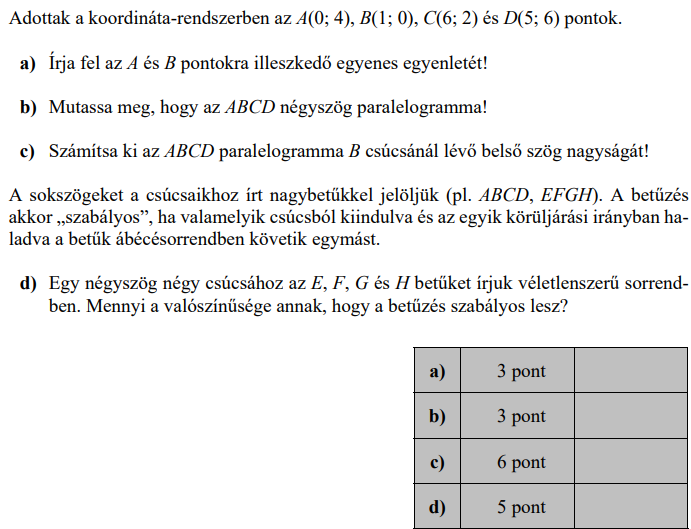 Adottak a koordináta-rendszerben az A(0; 4), B(1; 0), C(6; 2) és D(5; 6) pontok.
a) Írja fel az A és B pontokra illeszkedő egyenes egyenletét!
b) Mutassa meg, hogy az ABCD négyszög paralelogramma!
c) Számítsa ki az ABCD paralelogramma B csúcsánál lévő belső szög nagyságát!
A sokszögeket a csúcsaikhoz írt nagybetűkkel jelöljük (pl. ABCD, EFGH). A betűzés
akkor „szabályos”, ha valamelyik csúcsból kiindulva és az egyik körüljárási irányban ha-
ladva a betűk ábécésorrendben követik egymást.
d) Egy négyszög négy csúcsához az E, F, G és H betűket írjuk véletlenszerű sorrend-
ben. Mennyi a valószínűsége annak, hogy a betűzés szabályos lesz?
a) 3 pont
b) 3 pont
c) 6 pont
d) 5 pont